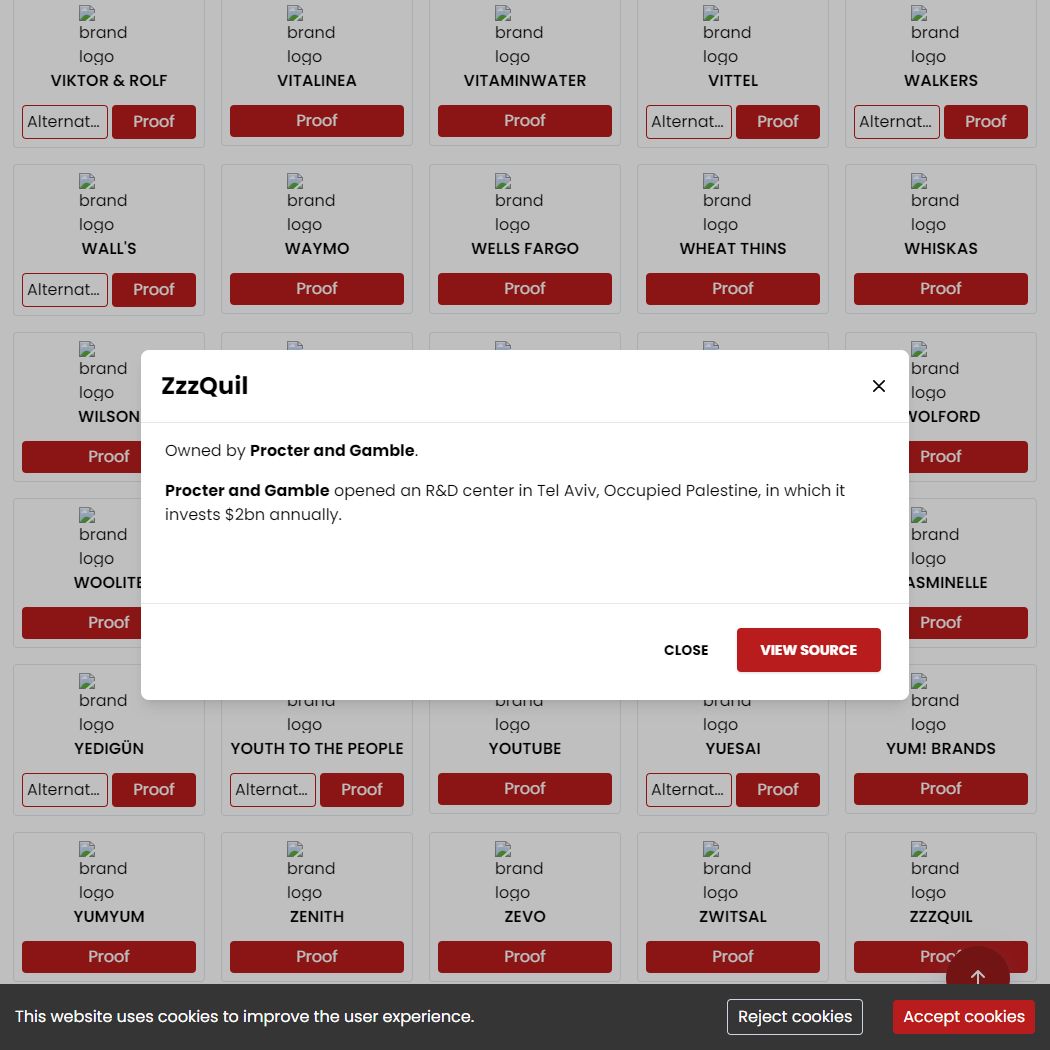 brand brand brand brand brand
logo logo logo logo logo
VIKTOR & ROLF VITALINEA VITAMINWATER VITTEL WALKERS
Alternat... Proof Proof Proof Alternat... Proof Alternat... Proof
brand brand brand brand brand
logo logo logo logo logo
WALL'S WAYMO WELLS FARGO WHEAT THINS WHISKAS
Alternat... Proof Proof Proof Proof Proof
brand brand
logo logo
WILSON WOLFORD
Proof Proof
ZzzQuil
Owned by Procter and Gamble.
Procter and Gamble opened an R&D center in Tel Aviv, Occupied Palestine, in which it
invests $2bn annually.
brand brand
logo logo
WOOLITE ASMINELLE
Proof Proof
CLOSE VIEW SOURCE
brand brand brand brand brand
logo logo logo logo logo
YEDIGÜN YOUTH TO THE PEOPLE YOUTUBE YUESAI YUM! BRANDS
Alternat... Proof Alternat... Proof Proof Alternat... Proof Proof
brand brand brand brand brand
logo logo logo logo logo
YUMYUM ZENITH ZEVO ZWITSAL ZZZQUIL
Proof Proof Proof Proof Proof
This website uses cookies to improve the user experience. Reject cookies Accept cookies